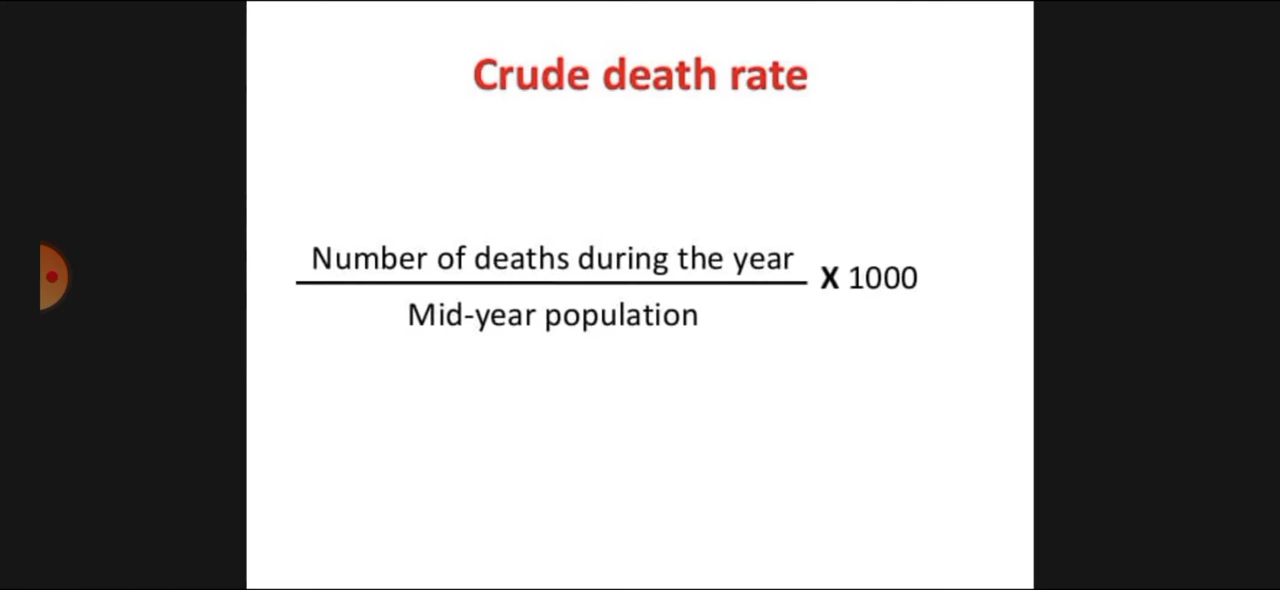 Crude death rate
Number of deaths during the year
X 1000
Mid-year population